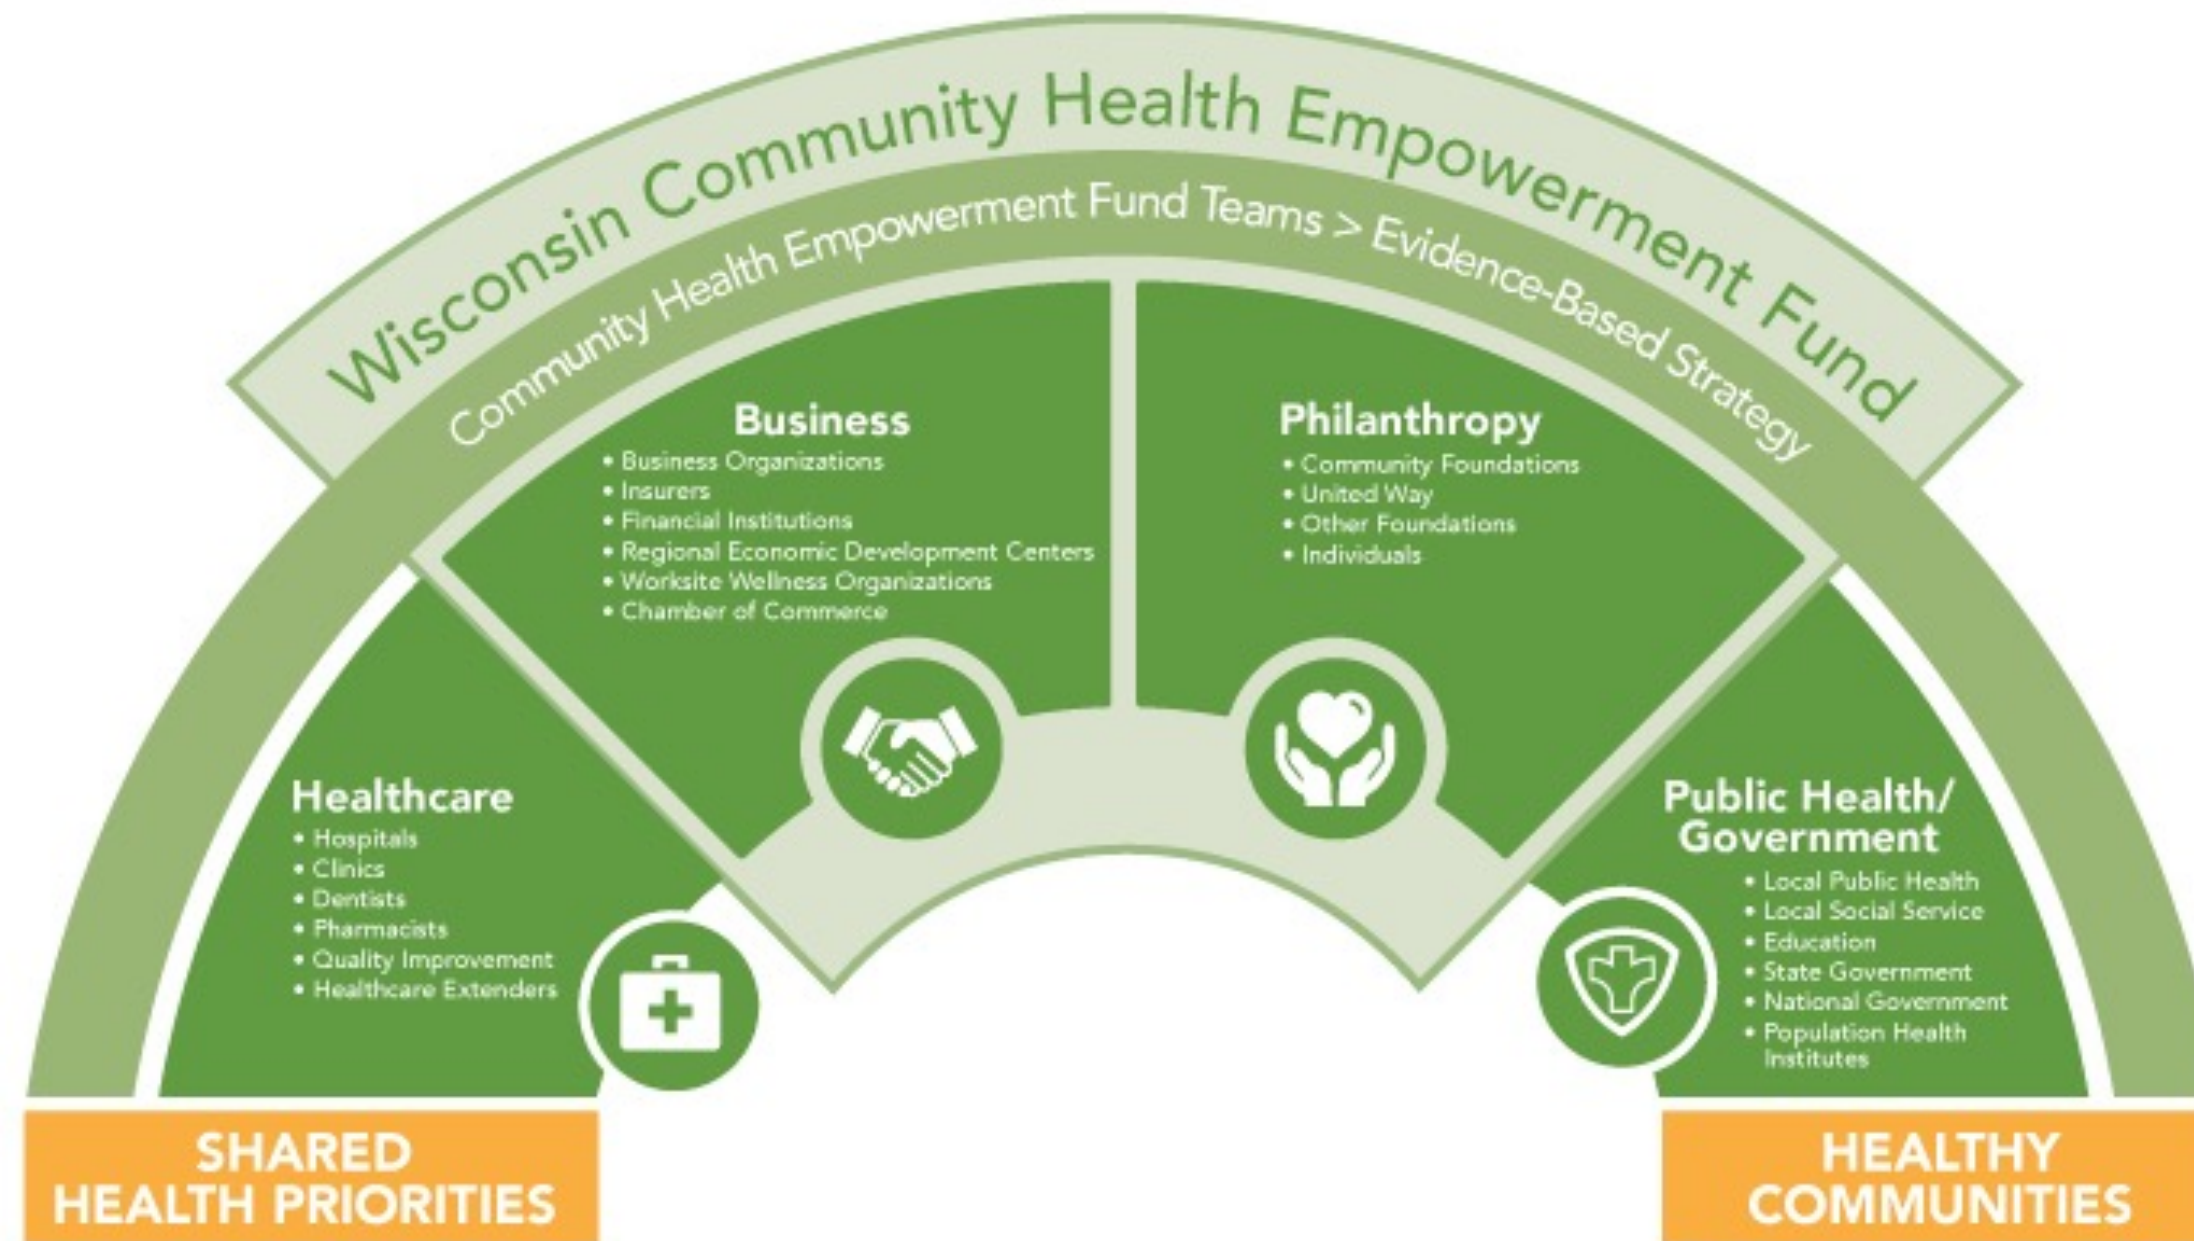 Wisconsin Community Health Empowerment Fund
Community Health Empowerment Fund Teams > Evidence-Based Strategy
Business
• Business Organizations
• Insurers
• Financial Institutions
• Regional Economic Development Centers
• Worksite Wellness Organizations
• Chamber of Commerce
Philanthropy
• Community Foundations
• United Way
• Other Foundations
• Individuals
Healthcare
• Hospitals
• Clinics
• Dentists
• Pharmacists
• Quality Improvement
• Healthcare Extenders
Public Health/
Government
• Local Public Health
• Local Social Service
• Education
• State Government
• National Government
• Population Health
Institutes
SHARED
HEALTH PRIORITIES
HEALTHY
COMMUNITIES